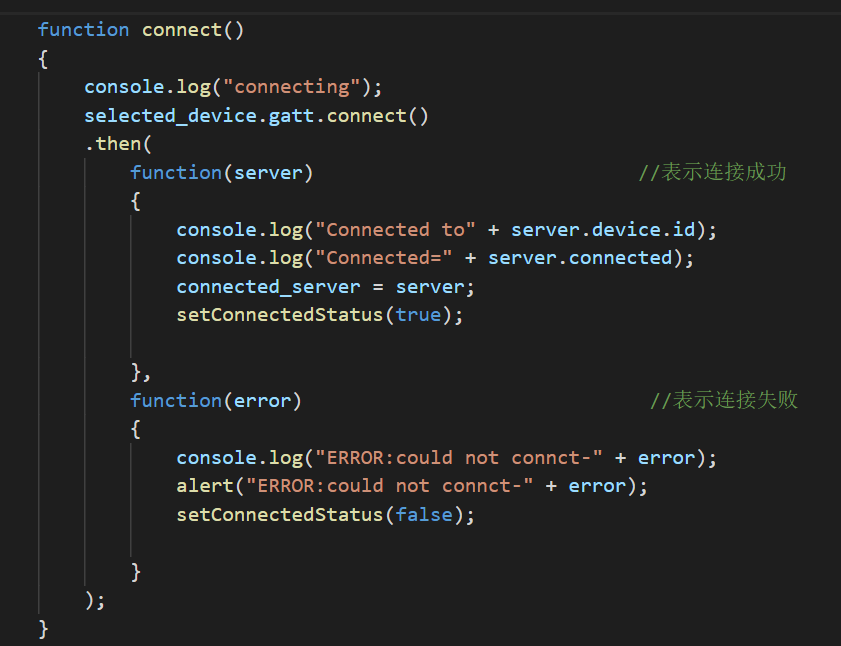 function connect()
{
console.log("connecting");
selected_device.gatt.connect()
.then(
function(server) //表示连接成功
{
console.log("Connected to" + server.device.id);
console.log("Connected=" + server.connected);
connected_server = server;
setConnectedStatus(true);
},
function(error) //表示连接失败
{
console.log("ERROR:could not connct-" + error);
alert("ERROR:could not connct-" + error);
setConnectedStatus(false);
}
);
}